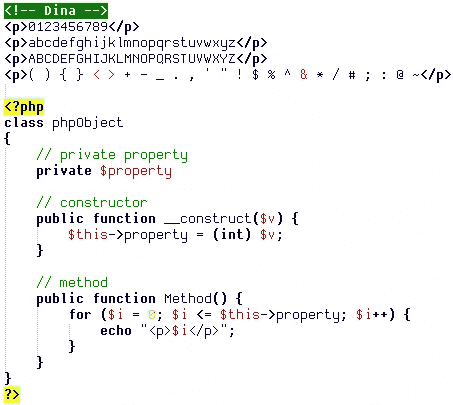 <!-- Dina -->
<p>0123456789</p>
<p>abcdefghijklmnopqrstuvwxyz</p>
<p>ABCDEFGHIJKLMNOPQRSTUVWXYZ</p>
<p>( ) { } < > + - _ . , ' " ! $ % ^ & * / # ; : @ ~</p>

<?php
class phpObject
{
    // private property
    private $property

    // constructor
    public function __construct($v) {
        $this->property = (int) $v;
    }

    // method
    public function Method() {
        for ($i = 0; $i <= $this->property; $i++) {
            echo "<p>$i</p>";
        }
    }
}
?>